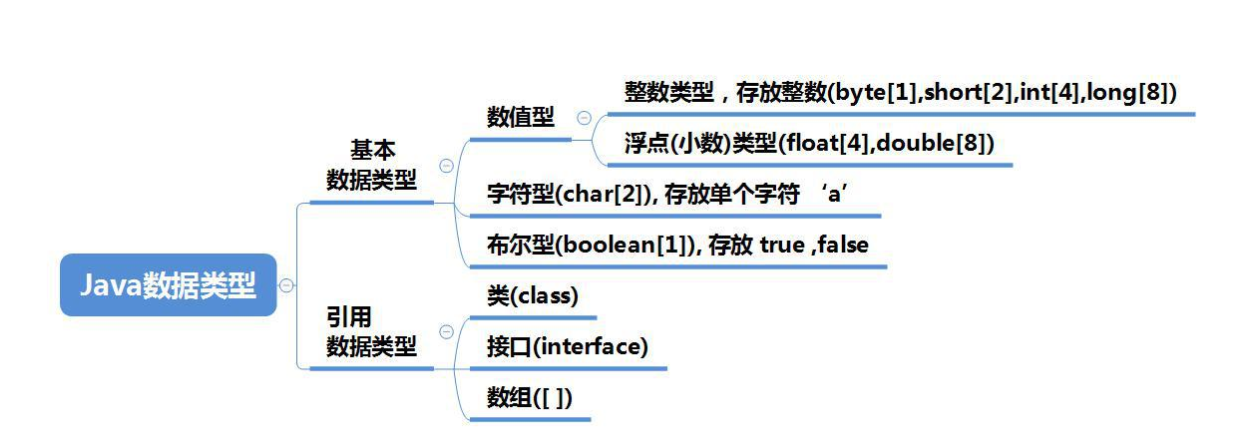 Java数据类型
基本
数据类型
数值型
整数类型，存放整数(byte[1],short[2],int[4],long[8])
浮点(小数)类型(float[4],double[8])
字符型(char[2]), 存放单个字符 ‘a’
布尔型(boolean[1]), 存放 true ,false
引用
数据类型
类(class)
接口(interface)
数组([ ])